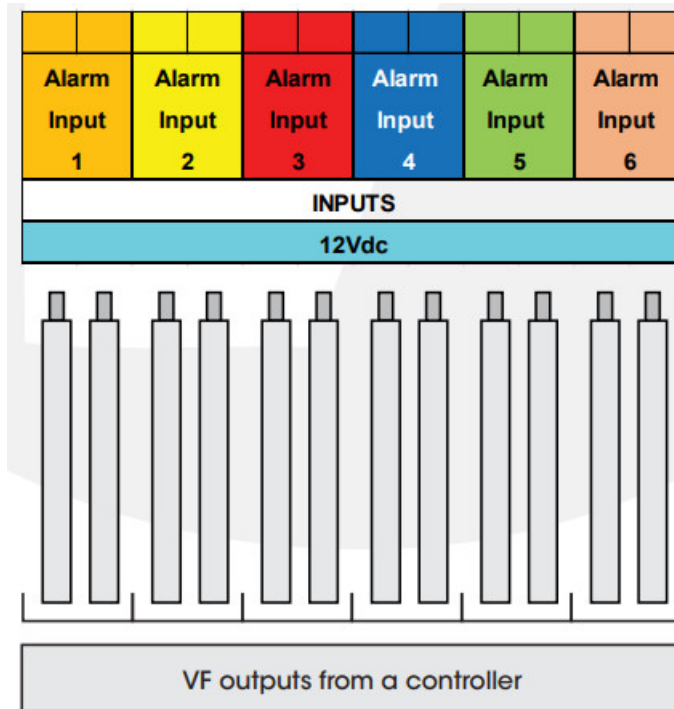 Alarm Input 1
Alarm Input 2
Alarm Input 3
Alarm Input 4
Alarm Input 5
Alarm Input 6
INPUTS
12Vdc
VF outputs from a controller